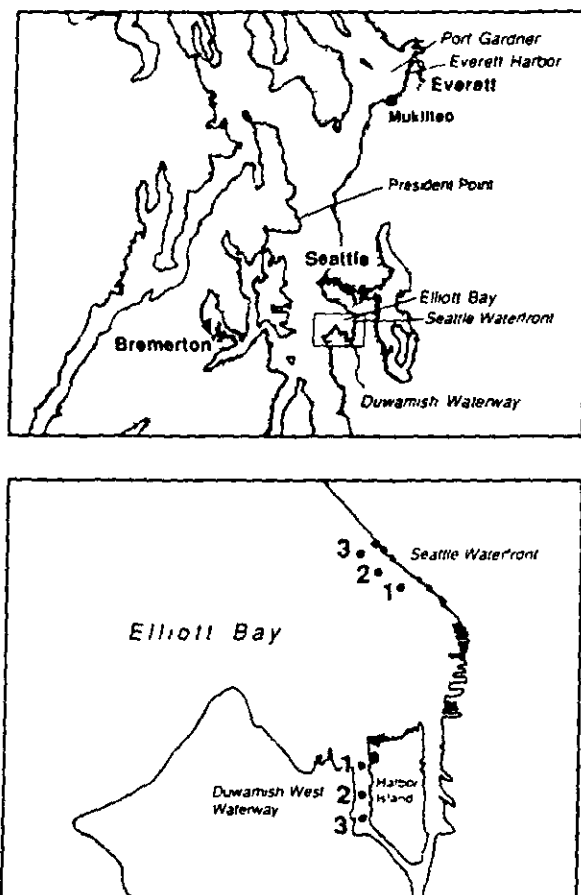 Port Gardner
Everett Harbor
Everett
Mukilteo
President Point
Seattle
Elliott Bay
Seattle Waterfront
Bremerton
Duwamish Waterway
3
Seattle Waterfront
2
1
Elliott Bay
1
Duwamish West
Waterway
Harbor
Island
2
3